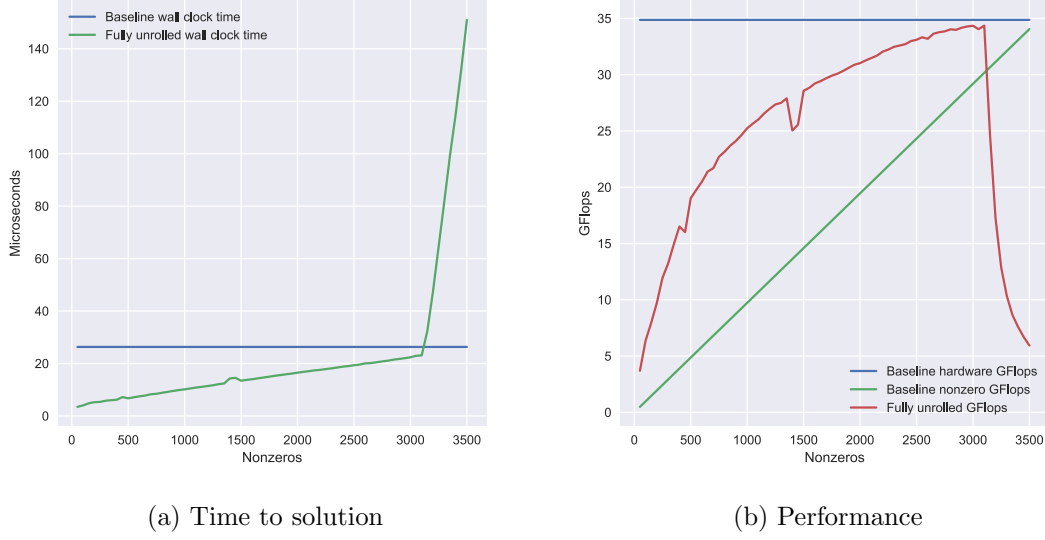 Baseline wall clock time
Fully unrolled wall clock time
140
120
100
80
60
40
20
0
Microseconds
0 500 1000 1500 2000 2500 3000 3500
Nonzeros
(a) Time to solution
35
30
25
20
15
10
5
0
GFlops
Baseline hardware GFlops
Baseline nonzero GFlops
Fully unrolled GFlops
0 500 1000 1500 2000 2500 3000 3500
Nonzeros
(b) Performance